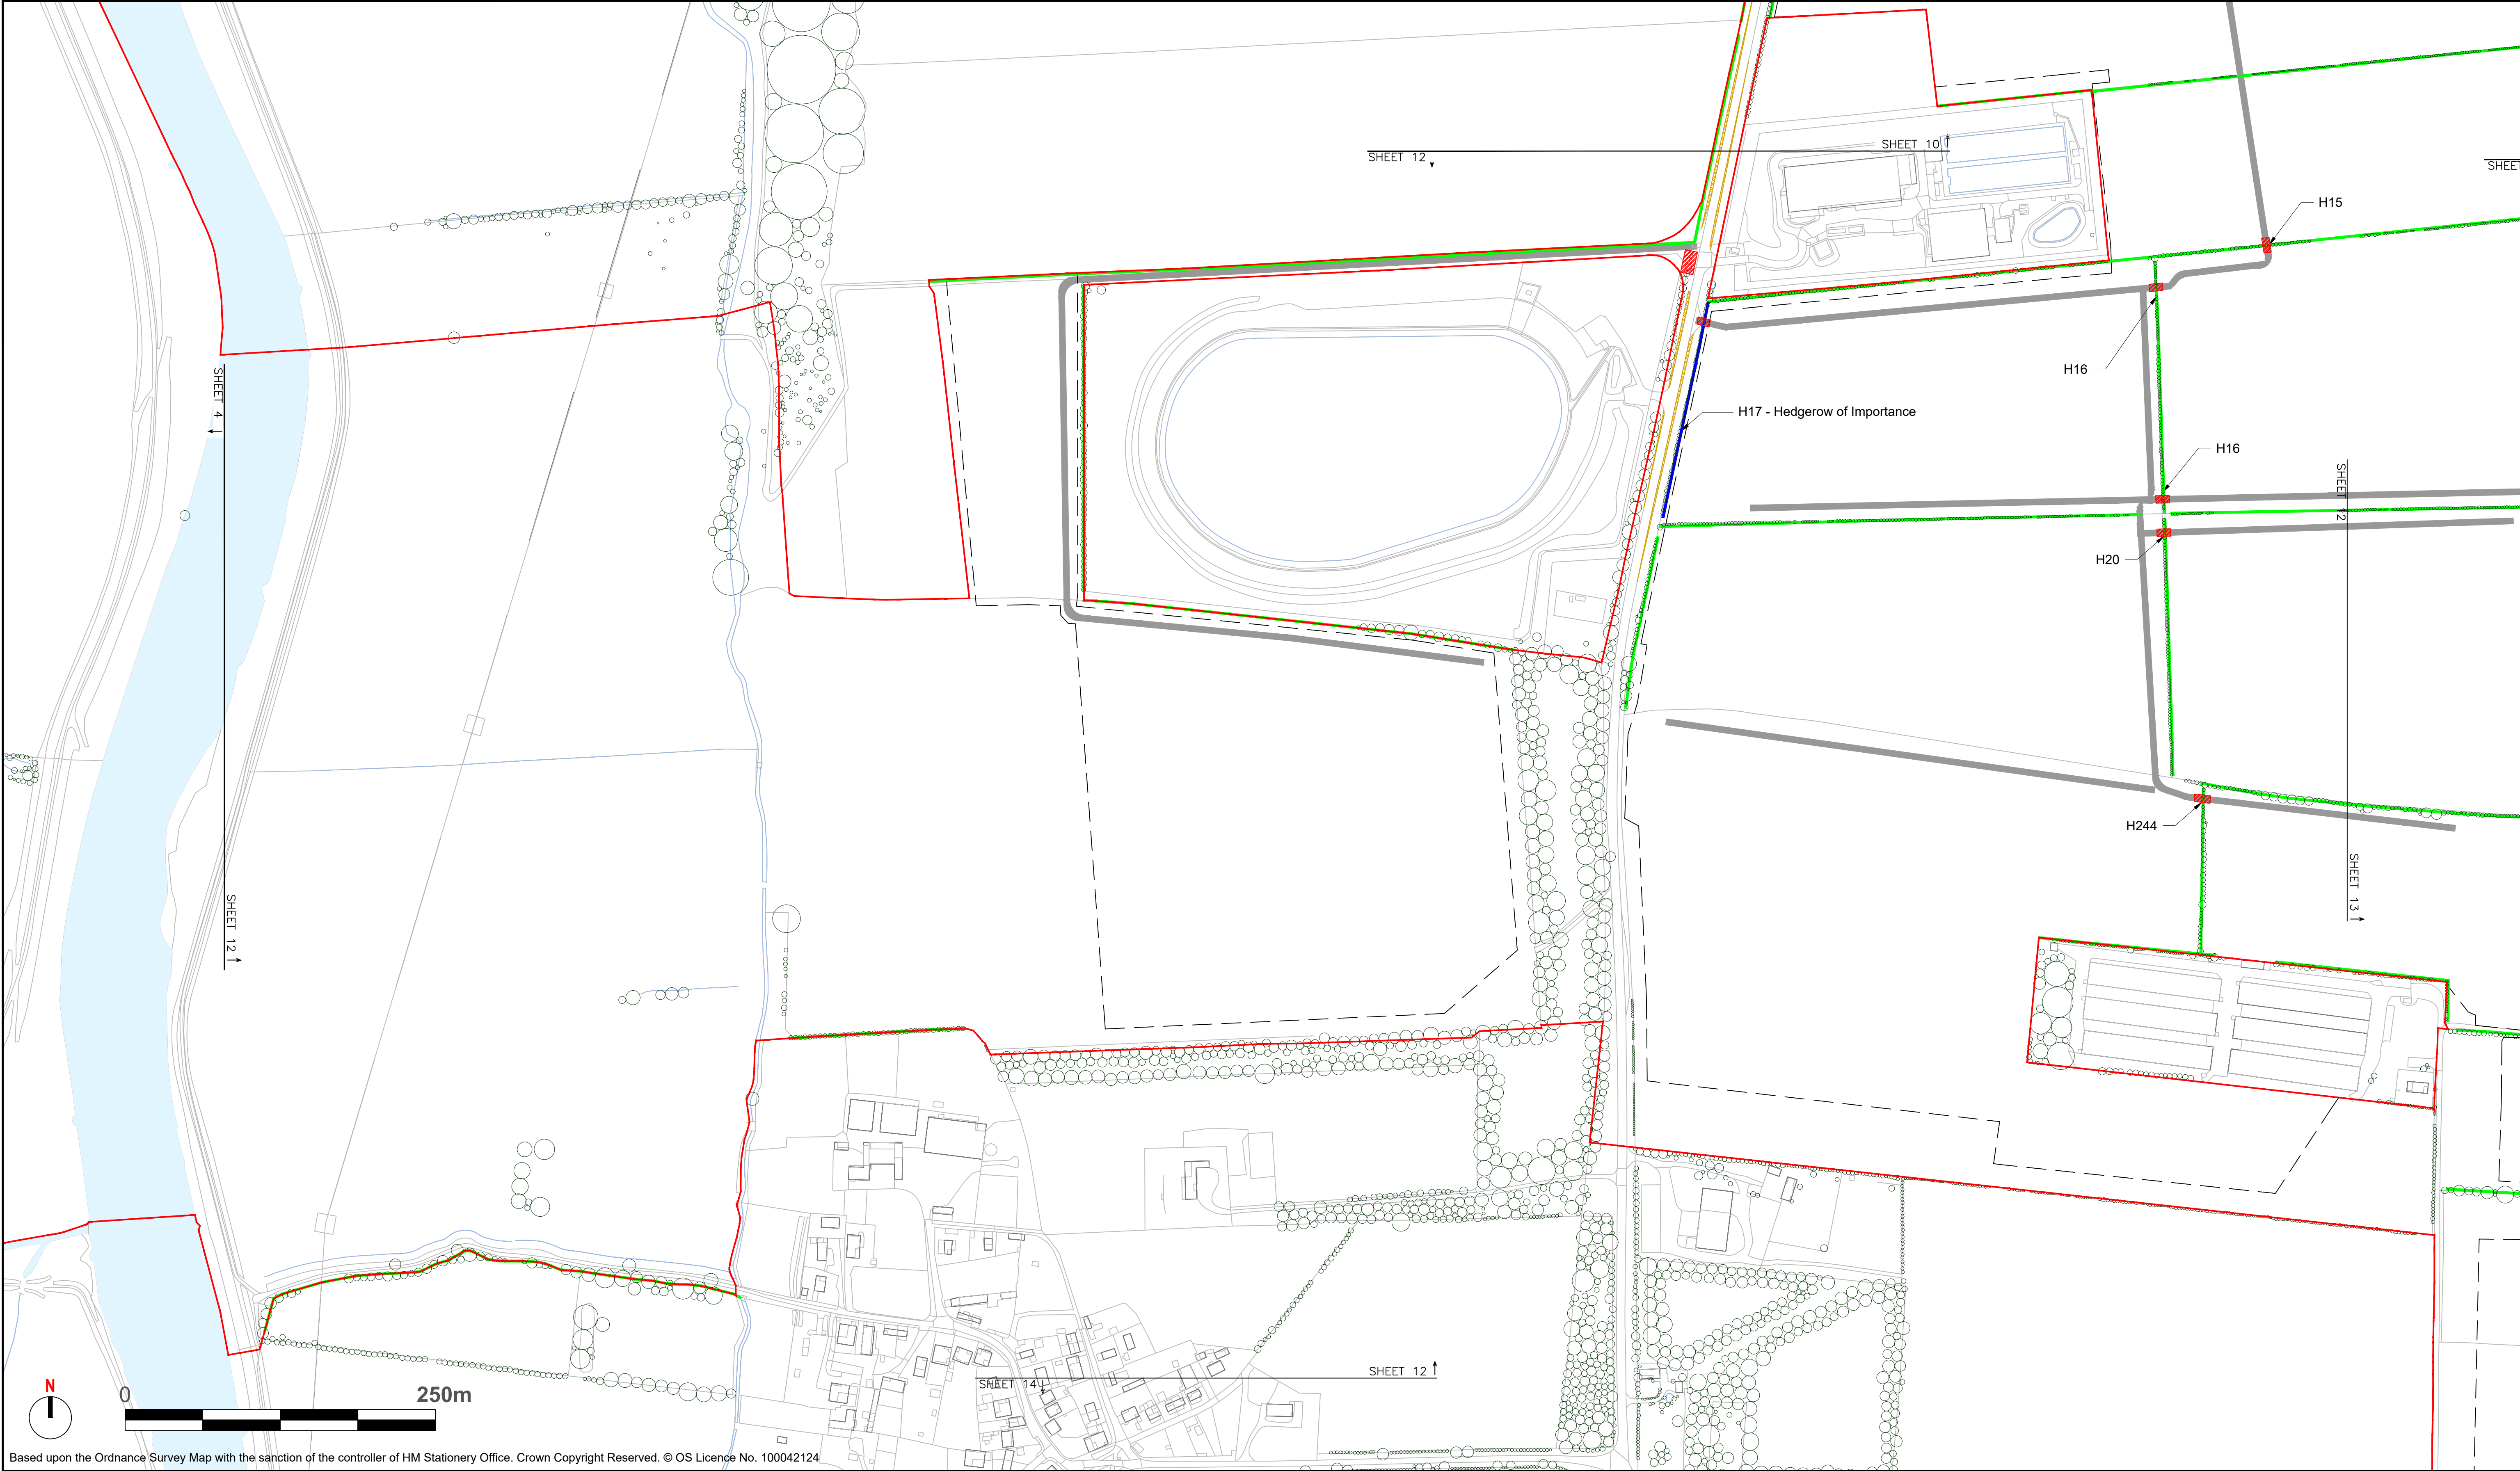 SHEET 10
SHEET 12
SHEET
H15
H16
SHEET 4
H17 - Hedgerow of Importance
H16
SHEET 12
H20
H244
SHEET 13
SHEET 12
SHEET 12
SHEET 14
N
0
250m
Based upon the Ordnance Survey Map with the sanction of the controller of HM Stationery Office. Crown Copyright Reserved. © OS Licence No. 100042124